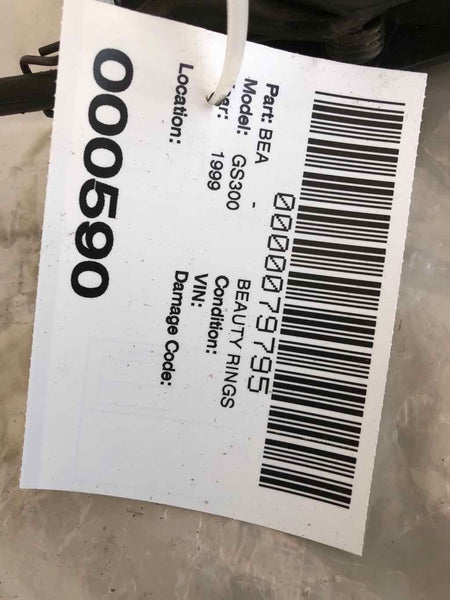 0000079795
Part: BEA - BEAUTY RINGS
Model: GS300 Condition:
1999 VIN:
Location: Damage Code:
000590